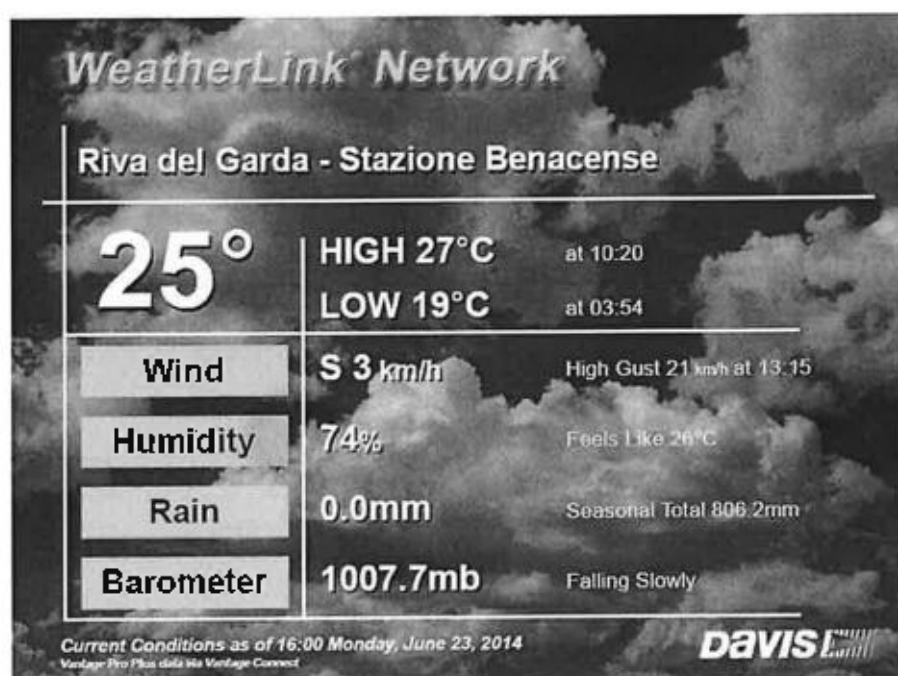 WeatherLink® Network
Riva del Garda - Stazione Benacense
25°
HIGH 27°C at 10:20
LOW 19°C at 03:54
Wind S 3 km/h High Gust 21 km/h at 13:15
Humidity 74% Feels Like 26°C
Rain 0.0mm Seasonal Total 806.2mm
Barometer 1007.7mb Falling Slowly
Current Conditions as of 16:00 Monday, June 23, 2014
Vantage Pro Plus data via Vantage Connect
DAVIS